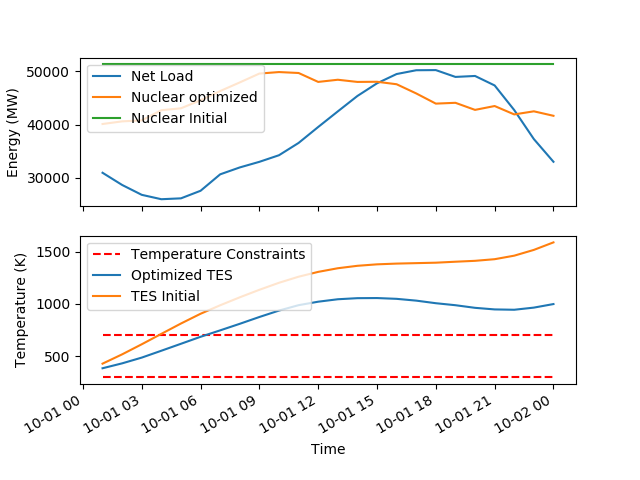 50000
40000
30000
Energy (MW)
Net Load
Nuclear optimized
Nuclear Initial
1500
1000
500
Temperature (K)
Temperature Constraints
Optimized TES
TES Initial
10-01 00
10-01 03
10-01 06
10-01 09
10-01 12
10-01 15
10-01 18
10-01 21
10-02 00
Time